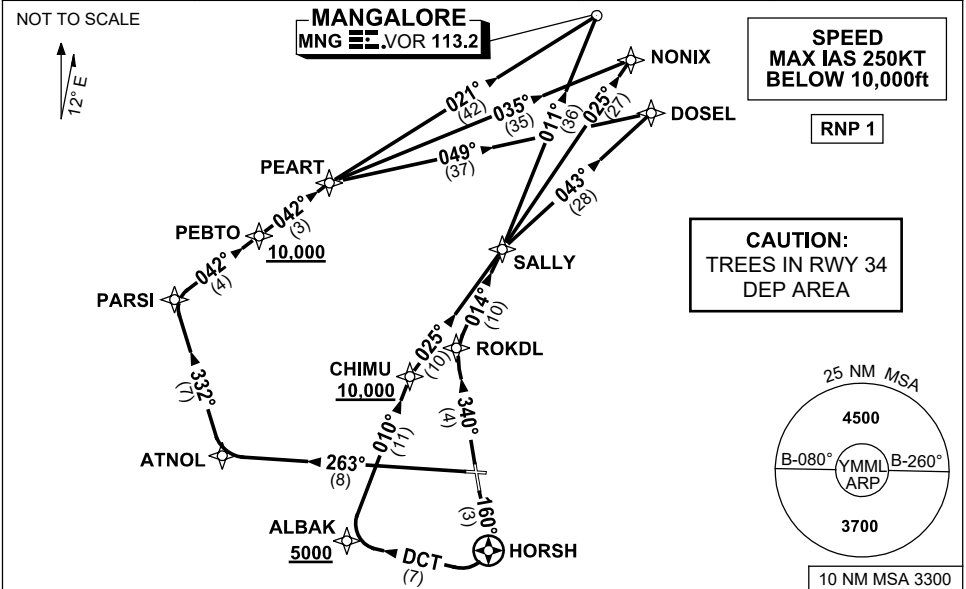 NOT TO SCALE
12° E
MANGALORE
MNG VOR 113.2
SPEED
MAX IAS 250KT
BELOW 10,000ft
RNP 1
NONIX
DOSEL
021°
(42)
035°
(35)
049°
(37)
011°
(36)
025°
(27)
043°
(28)
PEART
042°
(3)
PEBTO
10,000
042°
(4)
PARSI
SALLY
CAUTION:
TREES IN RWY 34
DEP AREA
014°
(10)
ROKDL
025°
(10)
CHIMU
10,000
332°
(7)
010°
(11)
340°
(4)
ATNOL
263°
(8)
160°
(3)
ALBAK
5000
DCT
(7)
HORSH
25 NM MSA
4500
B-080°
YMML
ARP
B-260°
3700
10 NM MSA 3300